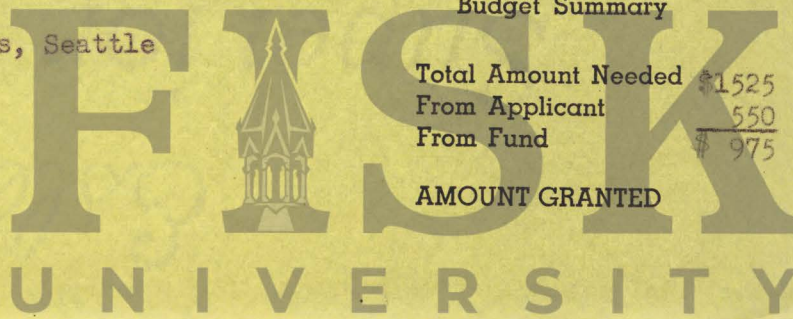 Budget Summary
s, Seattle
Total Amount Needed $1525
From Applicant 550
From Fund $ 975
AMOUNT GRANTED
FISK
UNIVERSITY